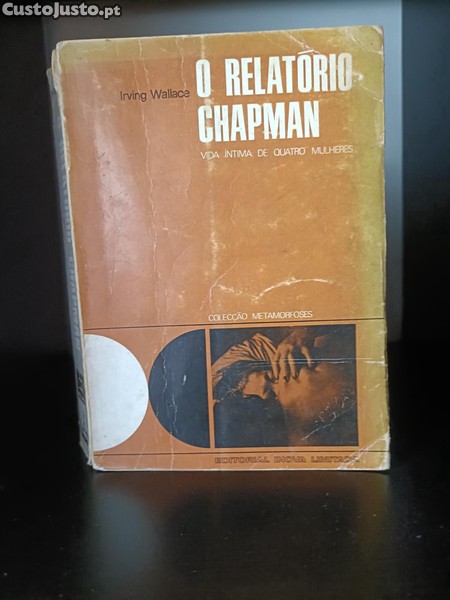 CustoJusto.pt
Irving Wallace
O RELATÓRIO
CHAPMAN
VIDA ÍNTIMA DE QUATRO MULHERES
COLECÇÃO METAMORFOSES
EDITORIAL INOVA LIMITADA